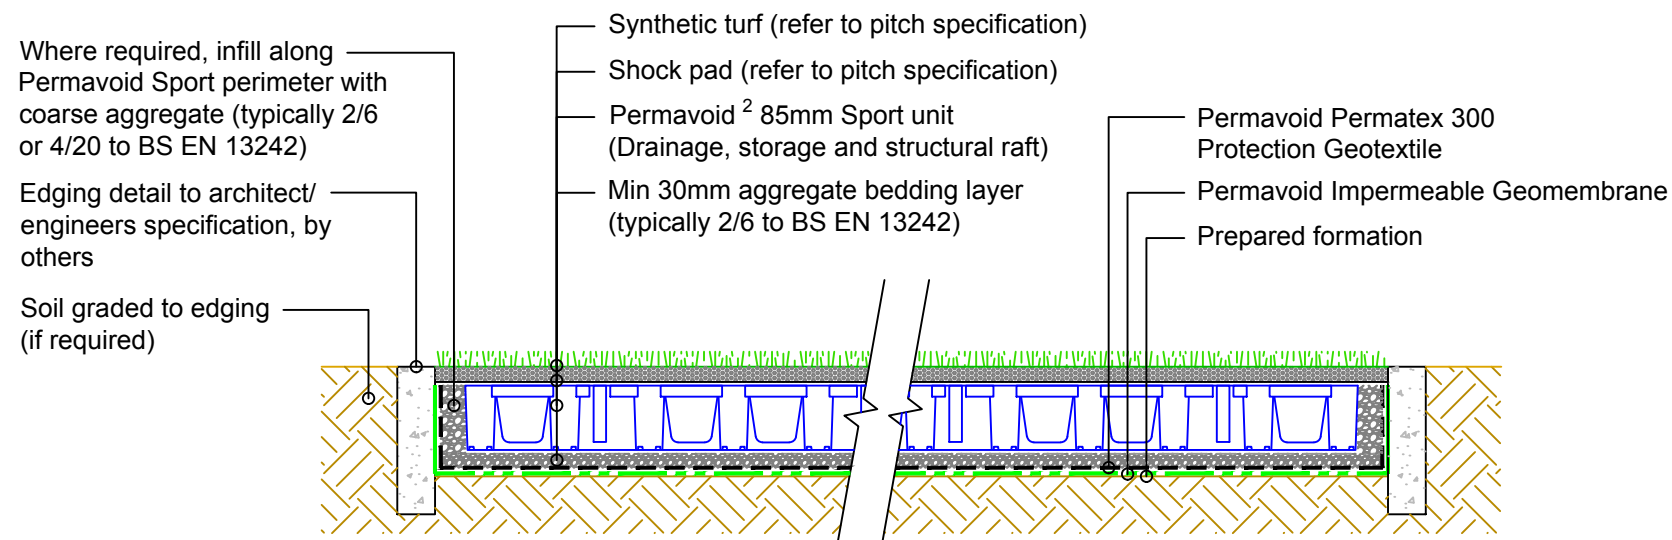 Where required, infill along
Permavoid Sport perimeter with
coarse aggregate (typically 2/6
or 4/20 to BS EN 13242)
Edging detail to architect/
engineers specification, by
others
Soil graded to edging
(if required)
Synthetic turf (refer to pitch specification)
Shock pad (refer to pitch specification)
Permavoid 2 85mm Sport unit
(Drainage, storage and structural raft)
Min 30mm aggregate bedding layer
(typically 2/6 to BS EN 13242)
Permavoid Permatex 300
Protection Geotextile
Permavoid Impermeable Geomembrane
Prepared formation